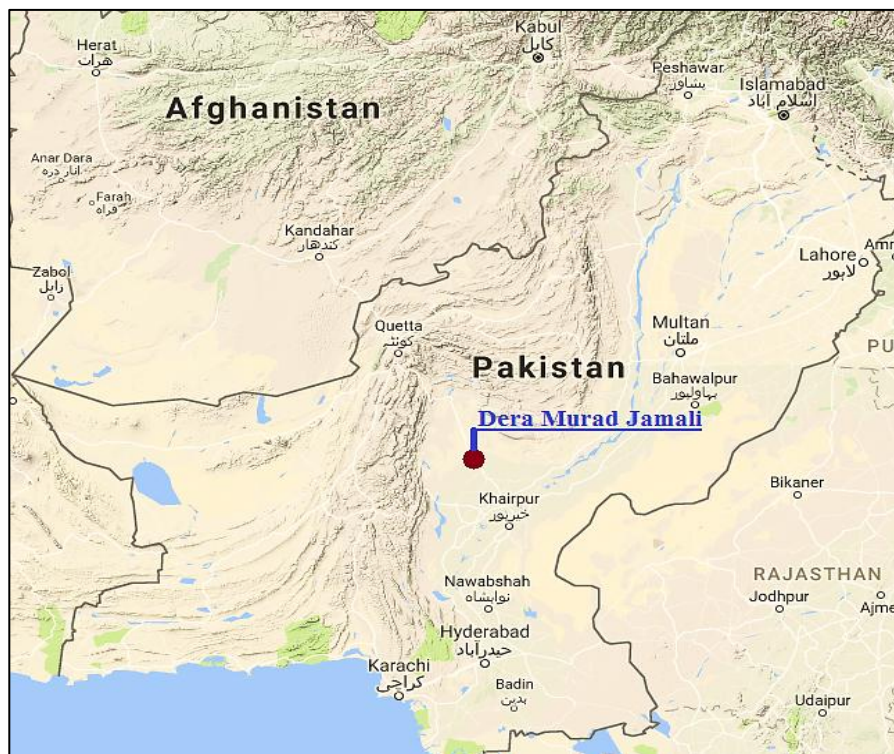 Kabul
کابل
Herat
هرات
Peshawar
پشاور
Islamabad
اسلام آباد
Afghanistan
Anar Dara
انار دره
Farah
فراه
Kandahar
کندهار
Lahore
لاہور
Zabol
زابل
Quetta
کوئٹہ
Multan
ملتان
PU
Pakistan
Bahawalpur
بہاولپور
Dera Murad Jamali
Bikaner
Khairpur
خیرپور
RAJASTHAN
Nawabshah
نوابشاہ
Jodhpur
Ajme
Hyderabad
حیدرآباد
Karachi
کراچی
Badin
بدین
Udaipur